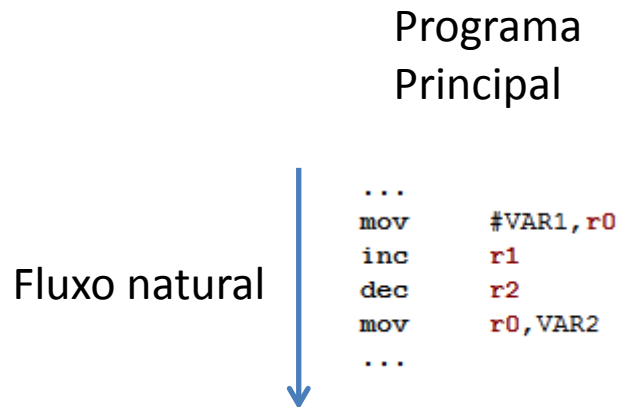 Programa
Principal
...
mov #VAR1,r0
inc r1
Fluxo natural
dec r2
mov r0,VAR2
...